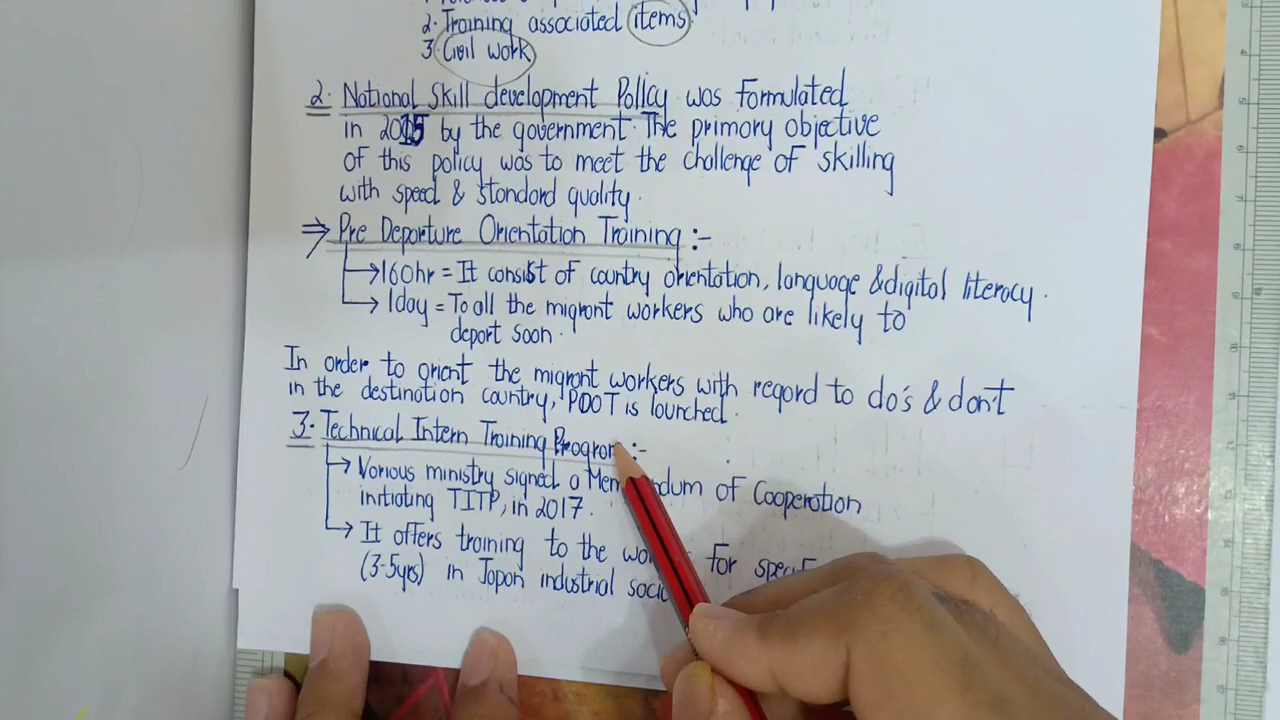 2. Training associated items
3. Civil work
2. National skill development Policy was formulated
in 2015 by the government. The primary objective
of this policy was to meet the challenge of skilling
with speed & standard quality.
⇒ Pre Departure Orientation Training :-
→ 160hr = It consist of country orientation, language & digital literacy.
→ 1day = To all the migrant workers who are likely to
depart soon.
In order to orient the migrant workers with regard to do's & don't
in the destination country, PDOT is launched.
3. Technical Intern Training Program :-
→ Various ministry signed a Mem ndum of Cooperation
initiating TITP, in 2017.
→ It offers training to the for
(3-5yrs) in Japan industrial